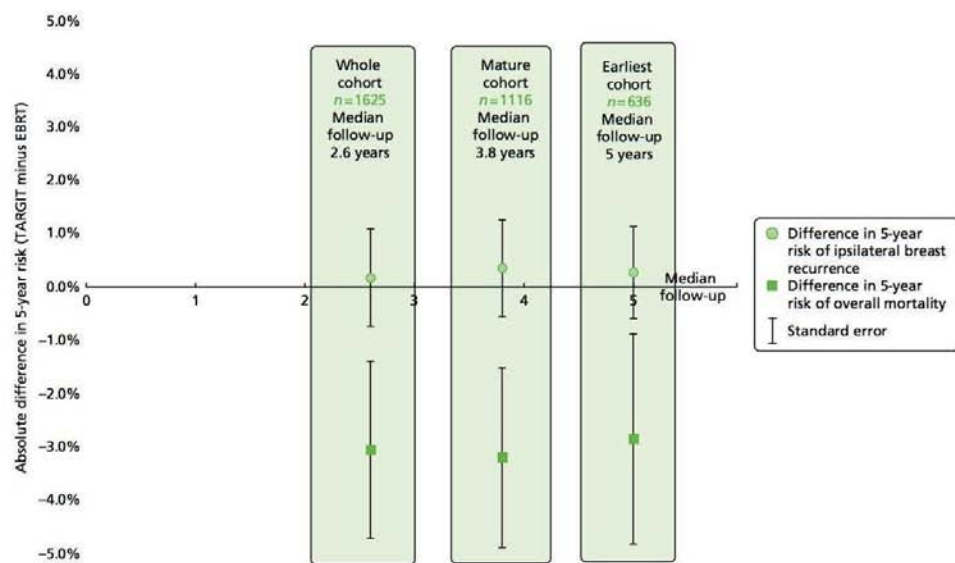 Absolute difference in 5-year risk (TARGIT minus EBRT)
5.0%
4.0%
3.0%
2.0%
1.0%
0.0%
−1.0%
−2.0%
−3.0%
−4.0%
−5.0%
Whole
cohort
n=1625
Median
follow-up
2.6 years
Mature
cohort
n=1116
Median
follow-up
3.8 years
Earliest
cohort
n=636
Median
follow-up
5 years
0
1
2
3
4
5
Median
follow-up
Difference in 5-year
risk of ipsilateral breast
recurrence
Difference in 5-year
risk of overall mortality
Standard error